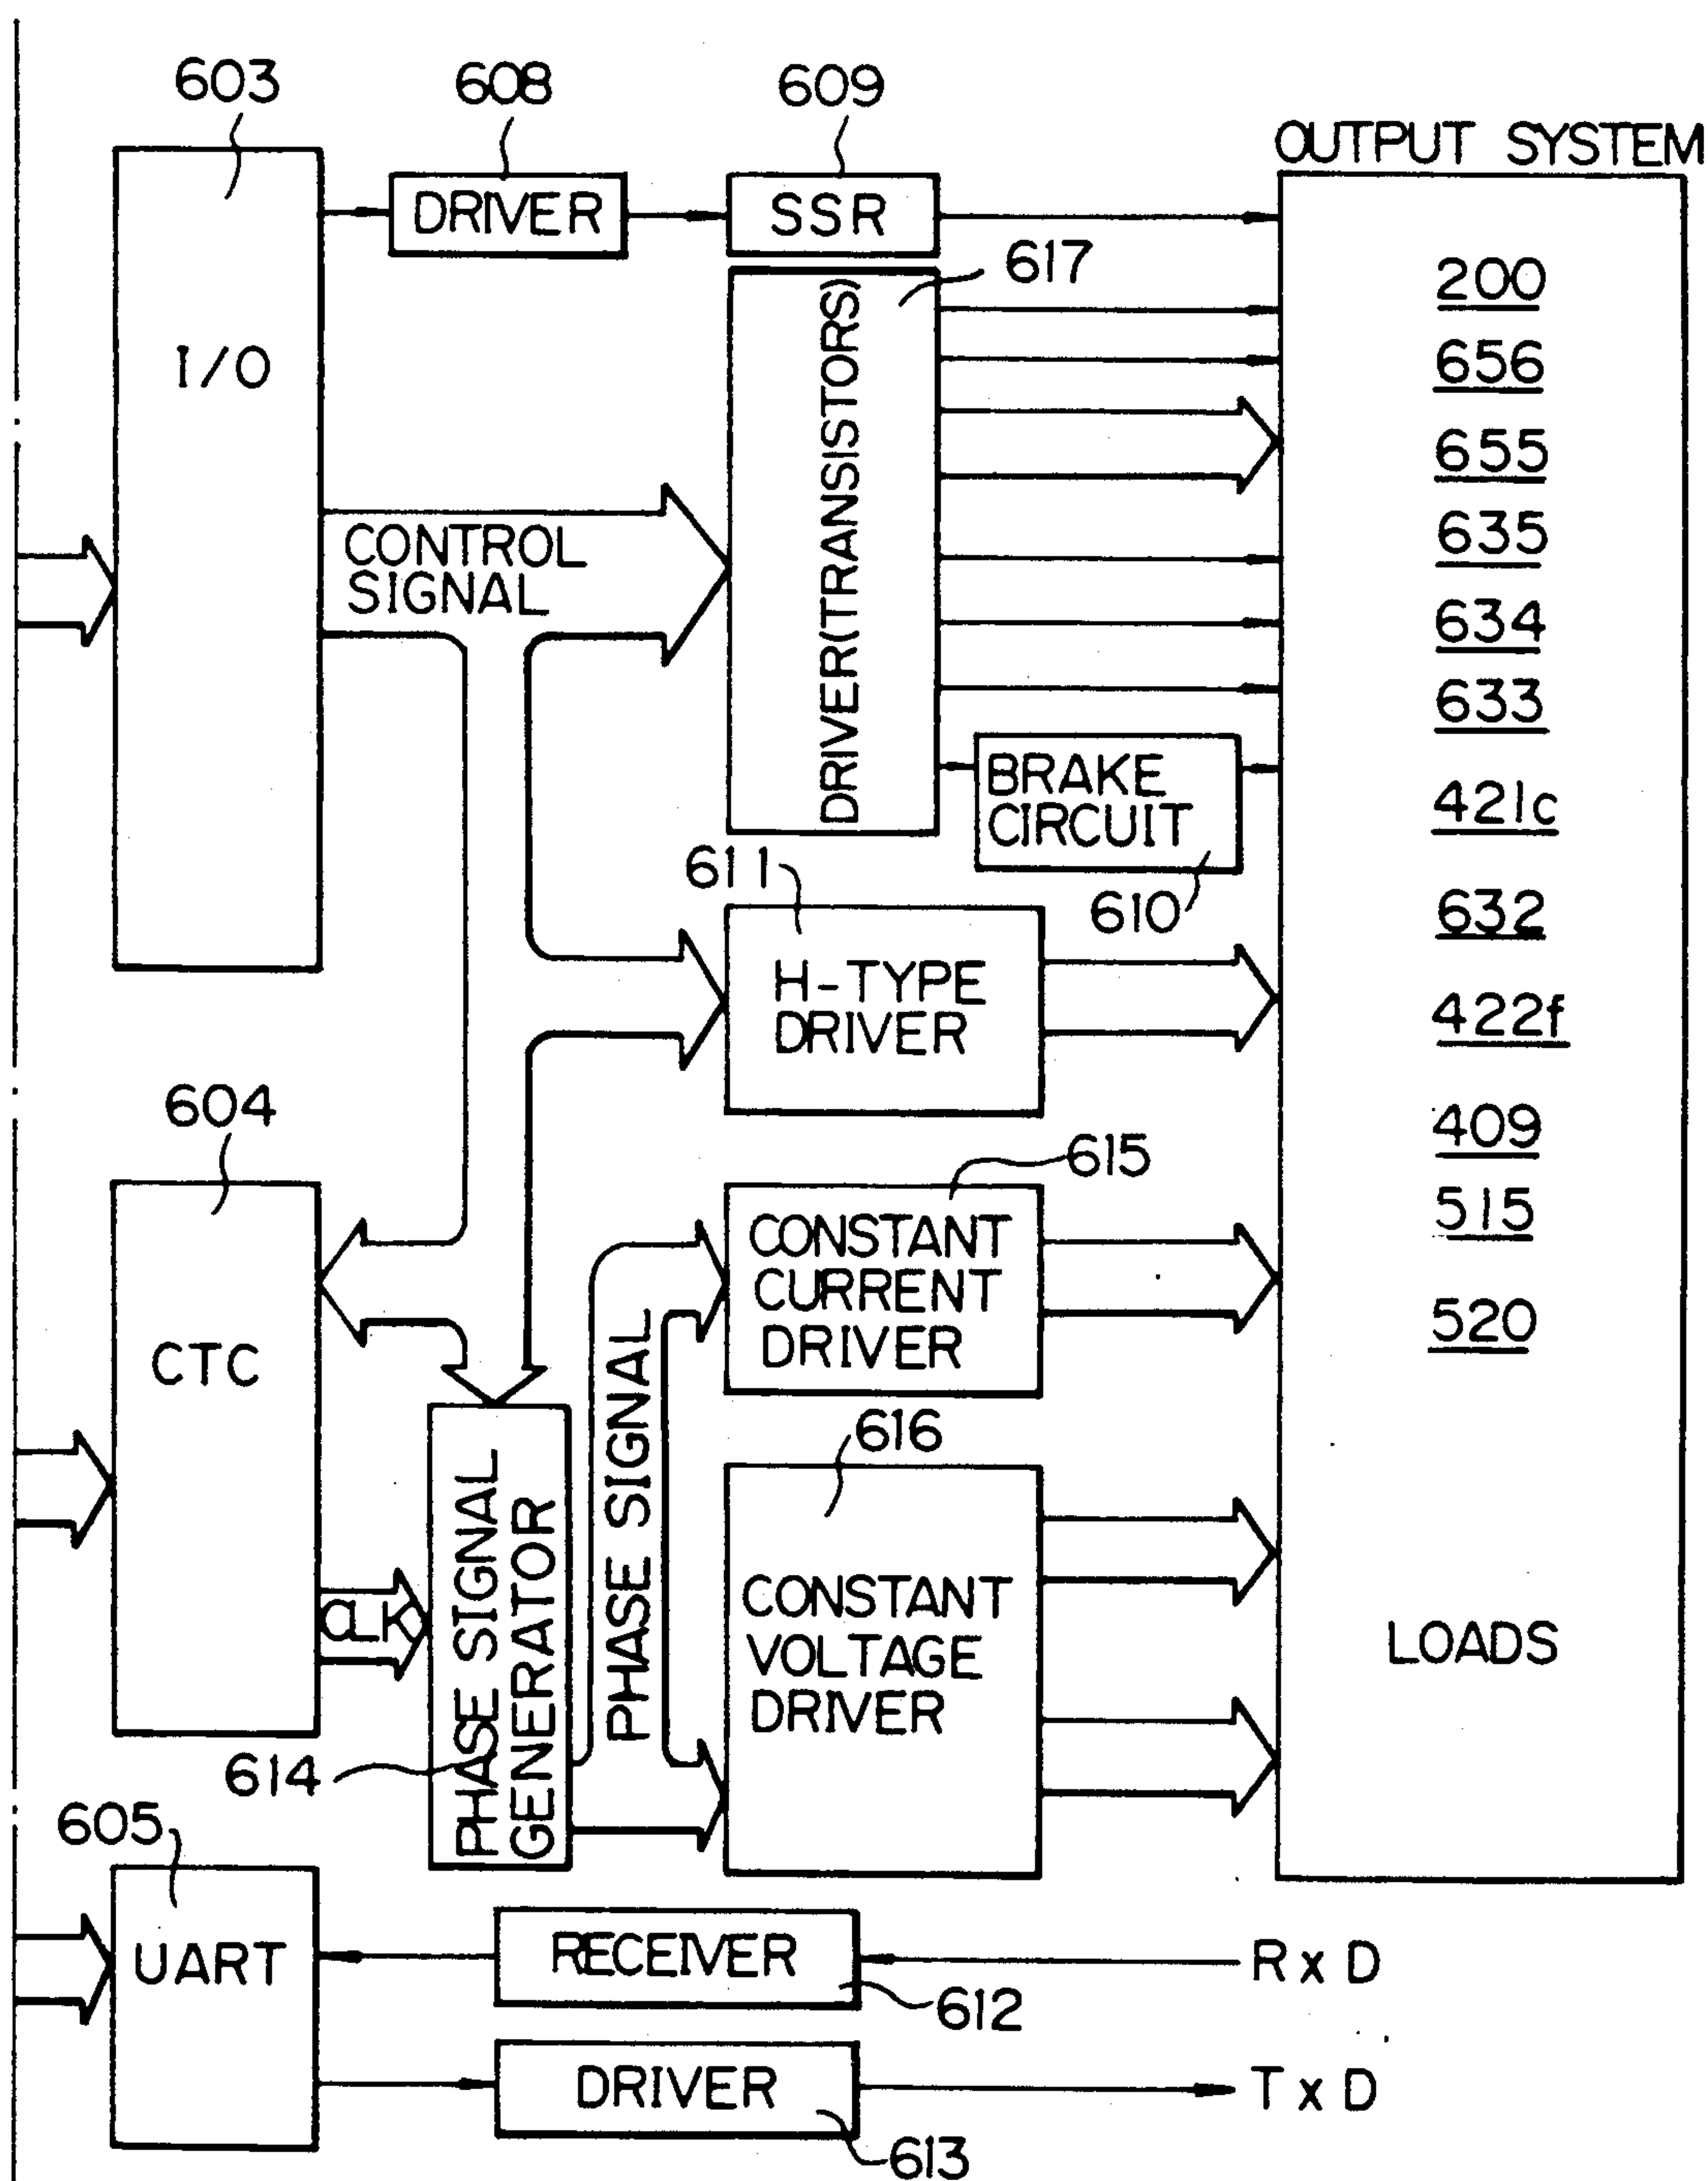 603
608
609
OUTPUT SYSTEM
DRIVER
SSR
617
I/O
DRIVER(TRANSISTORS)
200
656
655
CONTROL
SIGNAL
635
634
633
BRAKE
CIRCUIT
421c
611
610
632
H-TYPE
DRIVER
422f
604
615
409
CONSTANT
CURRENT
DRIVER
515
520
CTC
PHASE SIGNAL
616
PHASE SIGNAL
GENERATOR
CLK
CONSTANT
VOLTAGE
DRIVER
LOADS
614
605
UART
RECEIVER
RxD
612
DRIVER
TxD
613